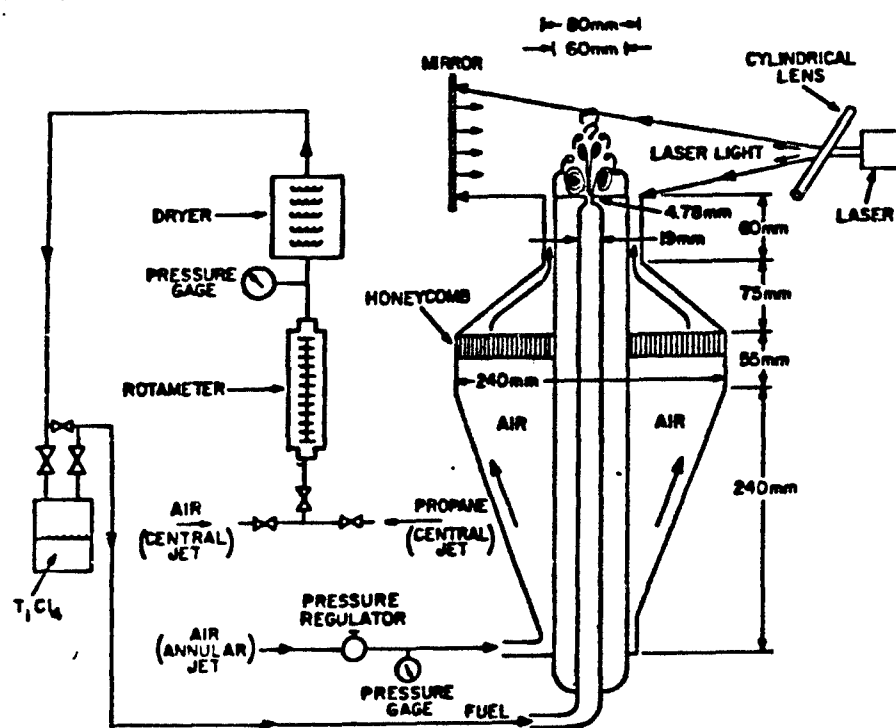 80mm
60mm
MIRROR
CYLINDRICAL
LENS
LASER LIGHT
LASER
4.78mm
19mm
60mm
75mm
55mm
240mm
DRYER
PRESSURE
GAGE
HONEYCOMB
ROTAMETER
240mm
AIR
AIR
AIR
(CENTRAL
JET)
PROPANE
(CENTRAL
JET)
TiCl4
PRESSURE
REGULATOR
AIR
(ANNULAR
JET)
PRESSURE
GAGE
FUEL